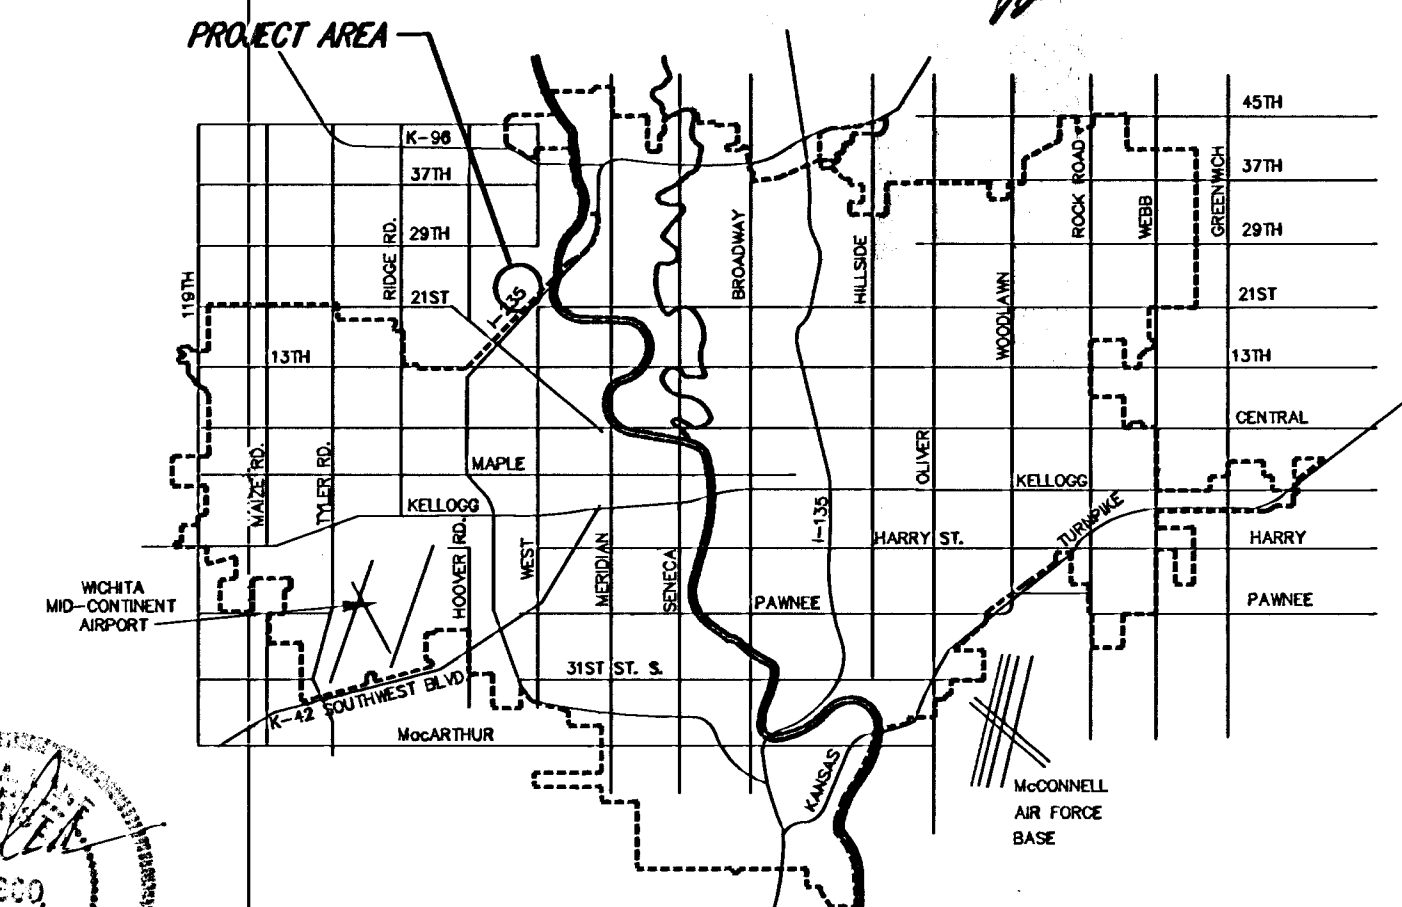 PROJECT AREA
45TH
K-96
37TH
37TH
29TH
29TH
21ST
21ST
I-135
13TH
13TH
119TH
RIDGE RD.
BROADWAY
HILLSIDE
WOODLAWN
ROCK ROAD
WEBB
GREENWICH
CENTRAL
MAIZE RD.
TYLER RD.
MAPLE
KELLOGG
KELLOGG
OLIVER
I-135
TURNPIKE
HOOVER RD.
WEST
MERIDIAN
SENECA
HARRY ST.
HARRY
PAWNEE
PAWNEE
WICHITA
MID-CONTINENT
AIRPORT
31ST ST. S.
K-42 SOUTHWEST BLVD.
MacARTHUR
KANSAS
McCONNELL
AIR FORCE
BASE